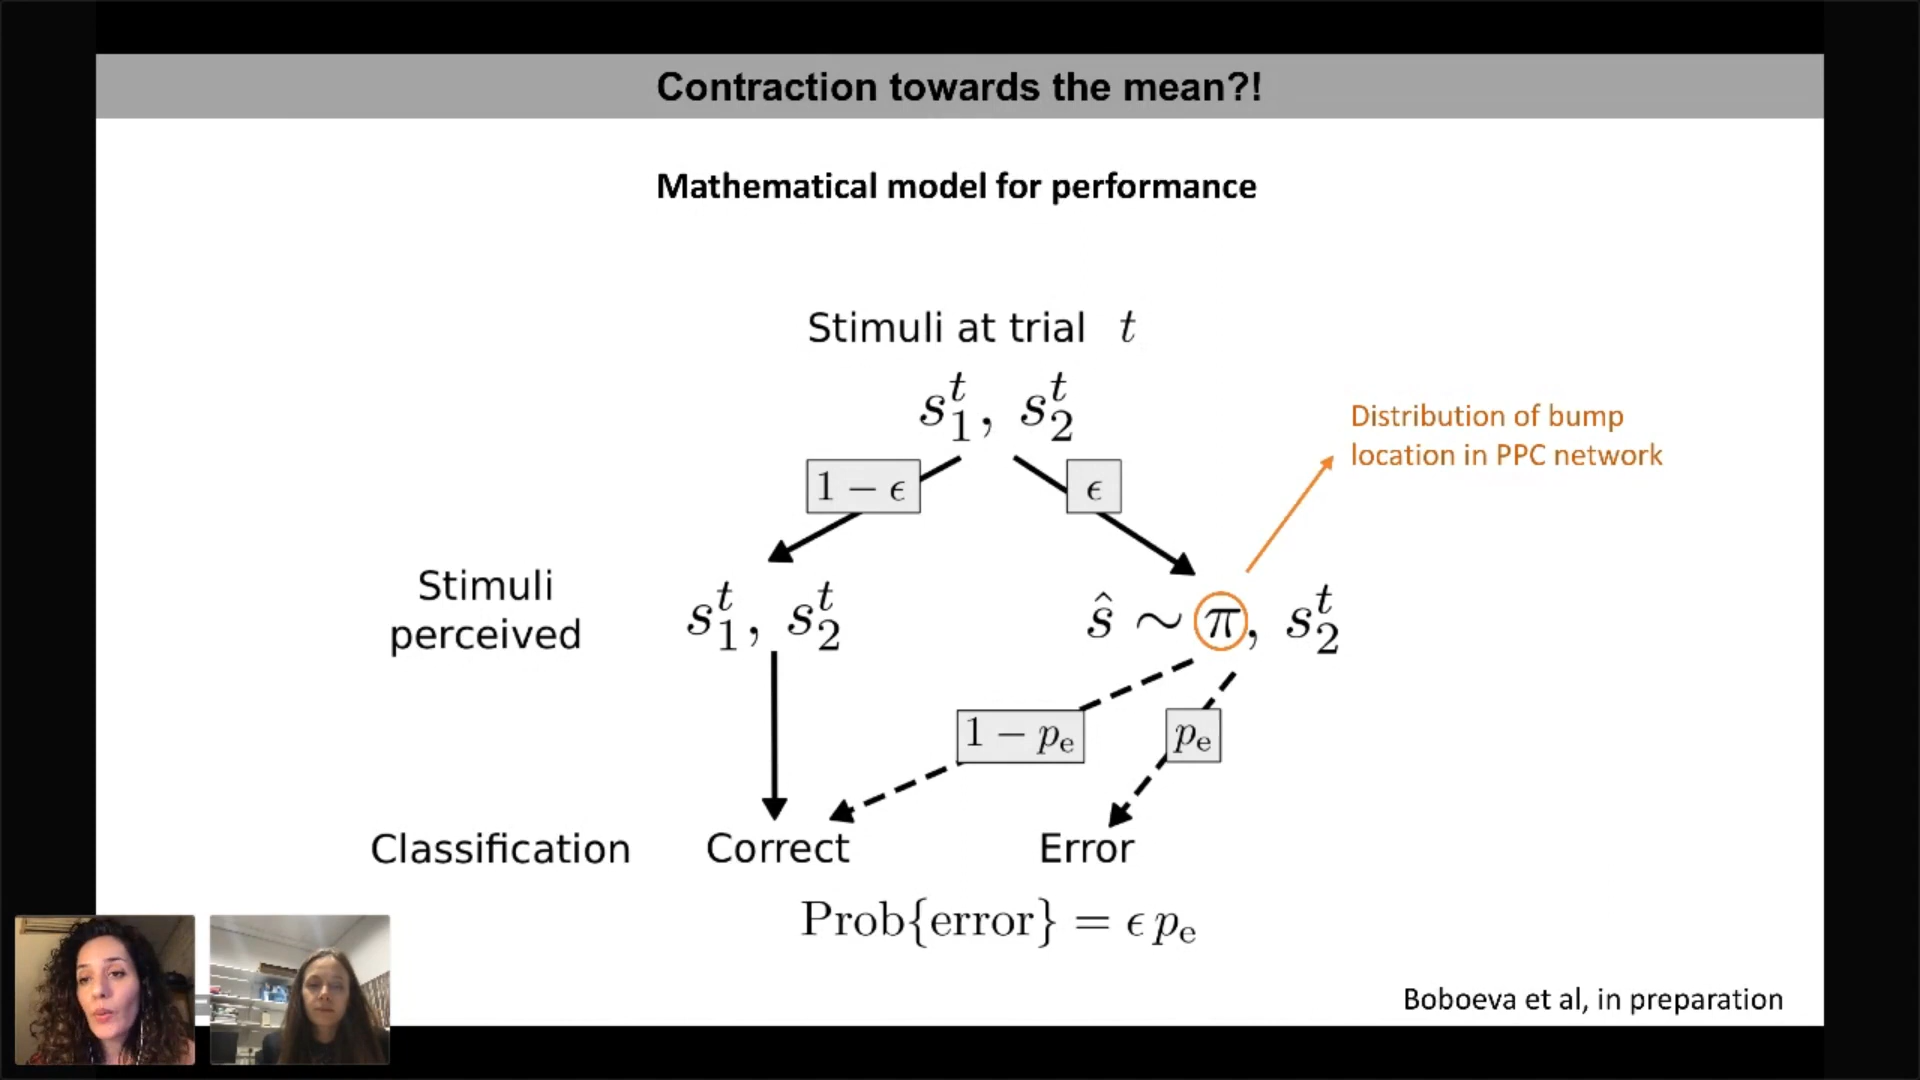 Contraction towards the mean?!
Mathematical model for performance
Stimuli at trial t
s₁ᵗ, s₂ᵗ
Distribution of bump
location in PPC network
1 − ϵ
ϵ
Stimuli
perceived
s₁ᵗ, s₂ᵗ
ŝ ∼ π, s₂ᵗ
1 − pₑ
pₑ
Classification
Correct
Error
Prob{error} = ϵ pₑ
Boboeva et al, in preparation